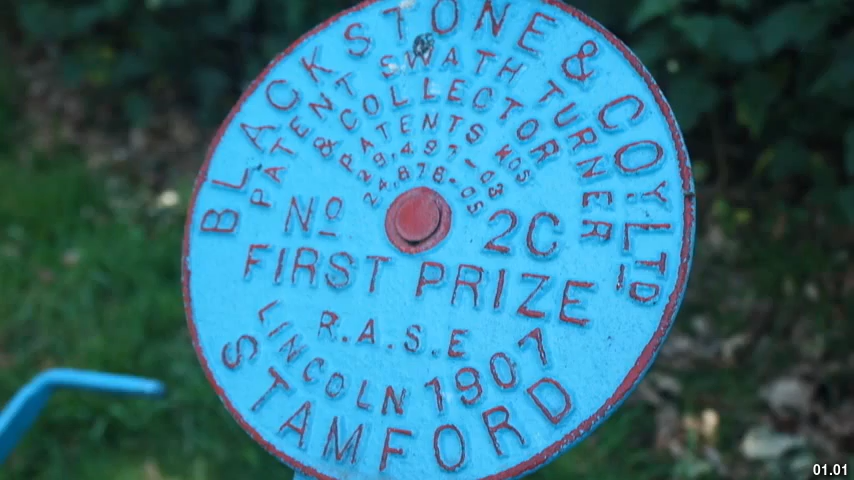 BLACKSTONE & COY LTD
PATENT SWATH TURNER
& COLLECTOR
PATENTS NOS
29,497-03
24,878-05
NO 2C
FIRST PRIZE
R.A.S.E
LINCOLN 1907
STAMFORD
01.01